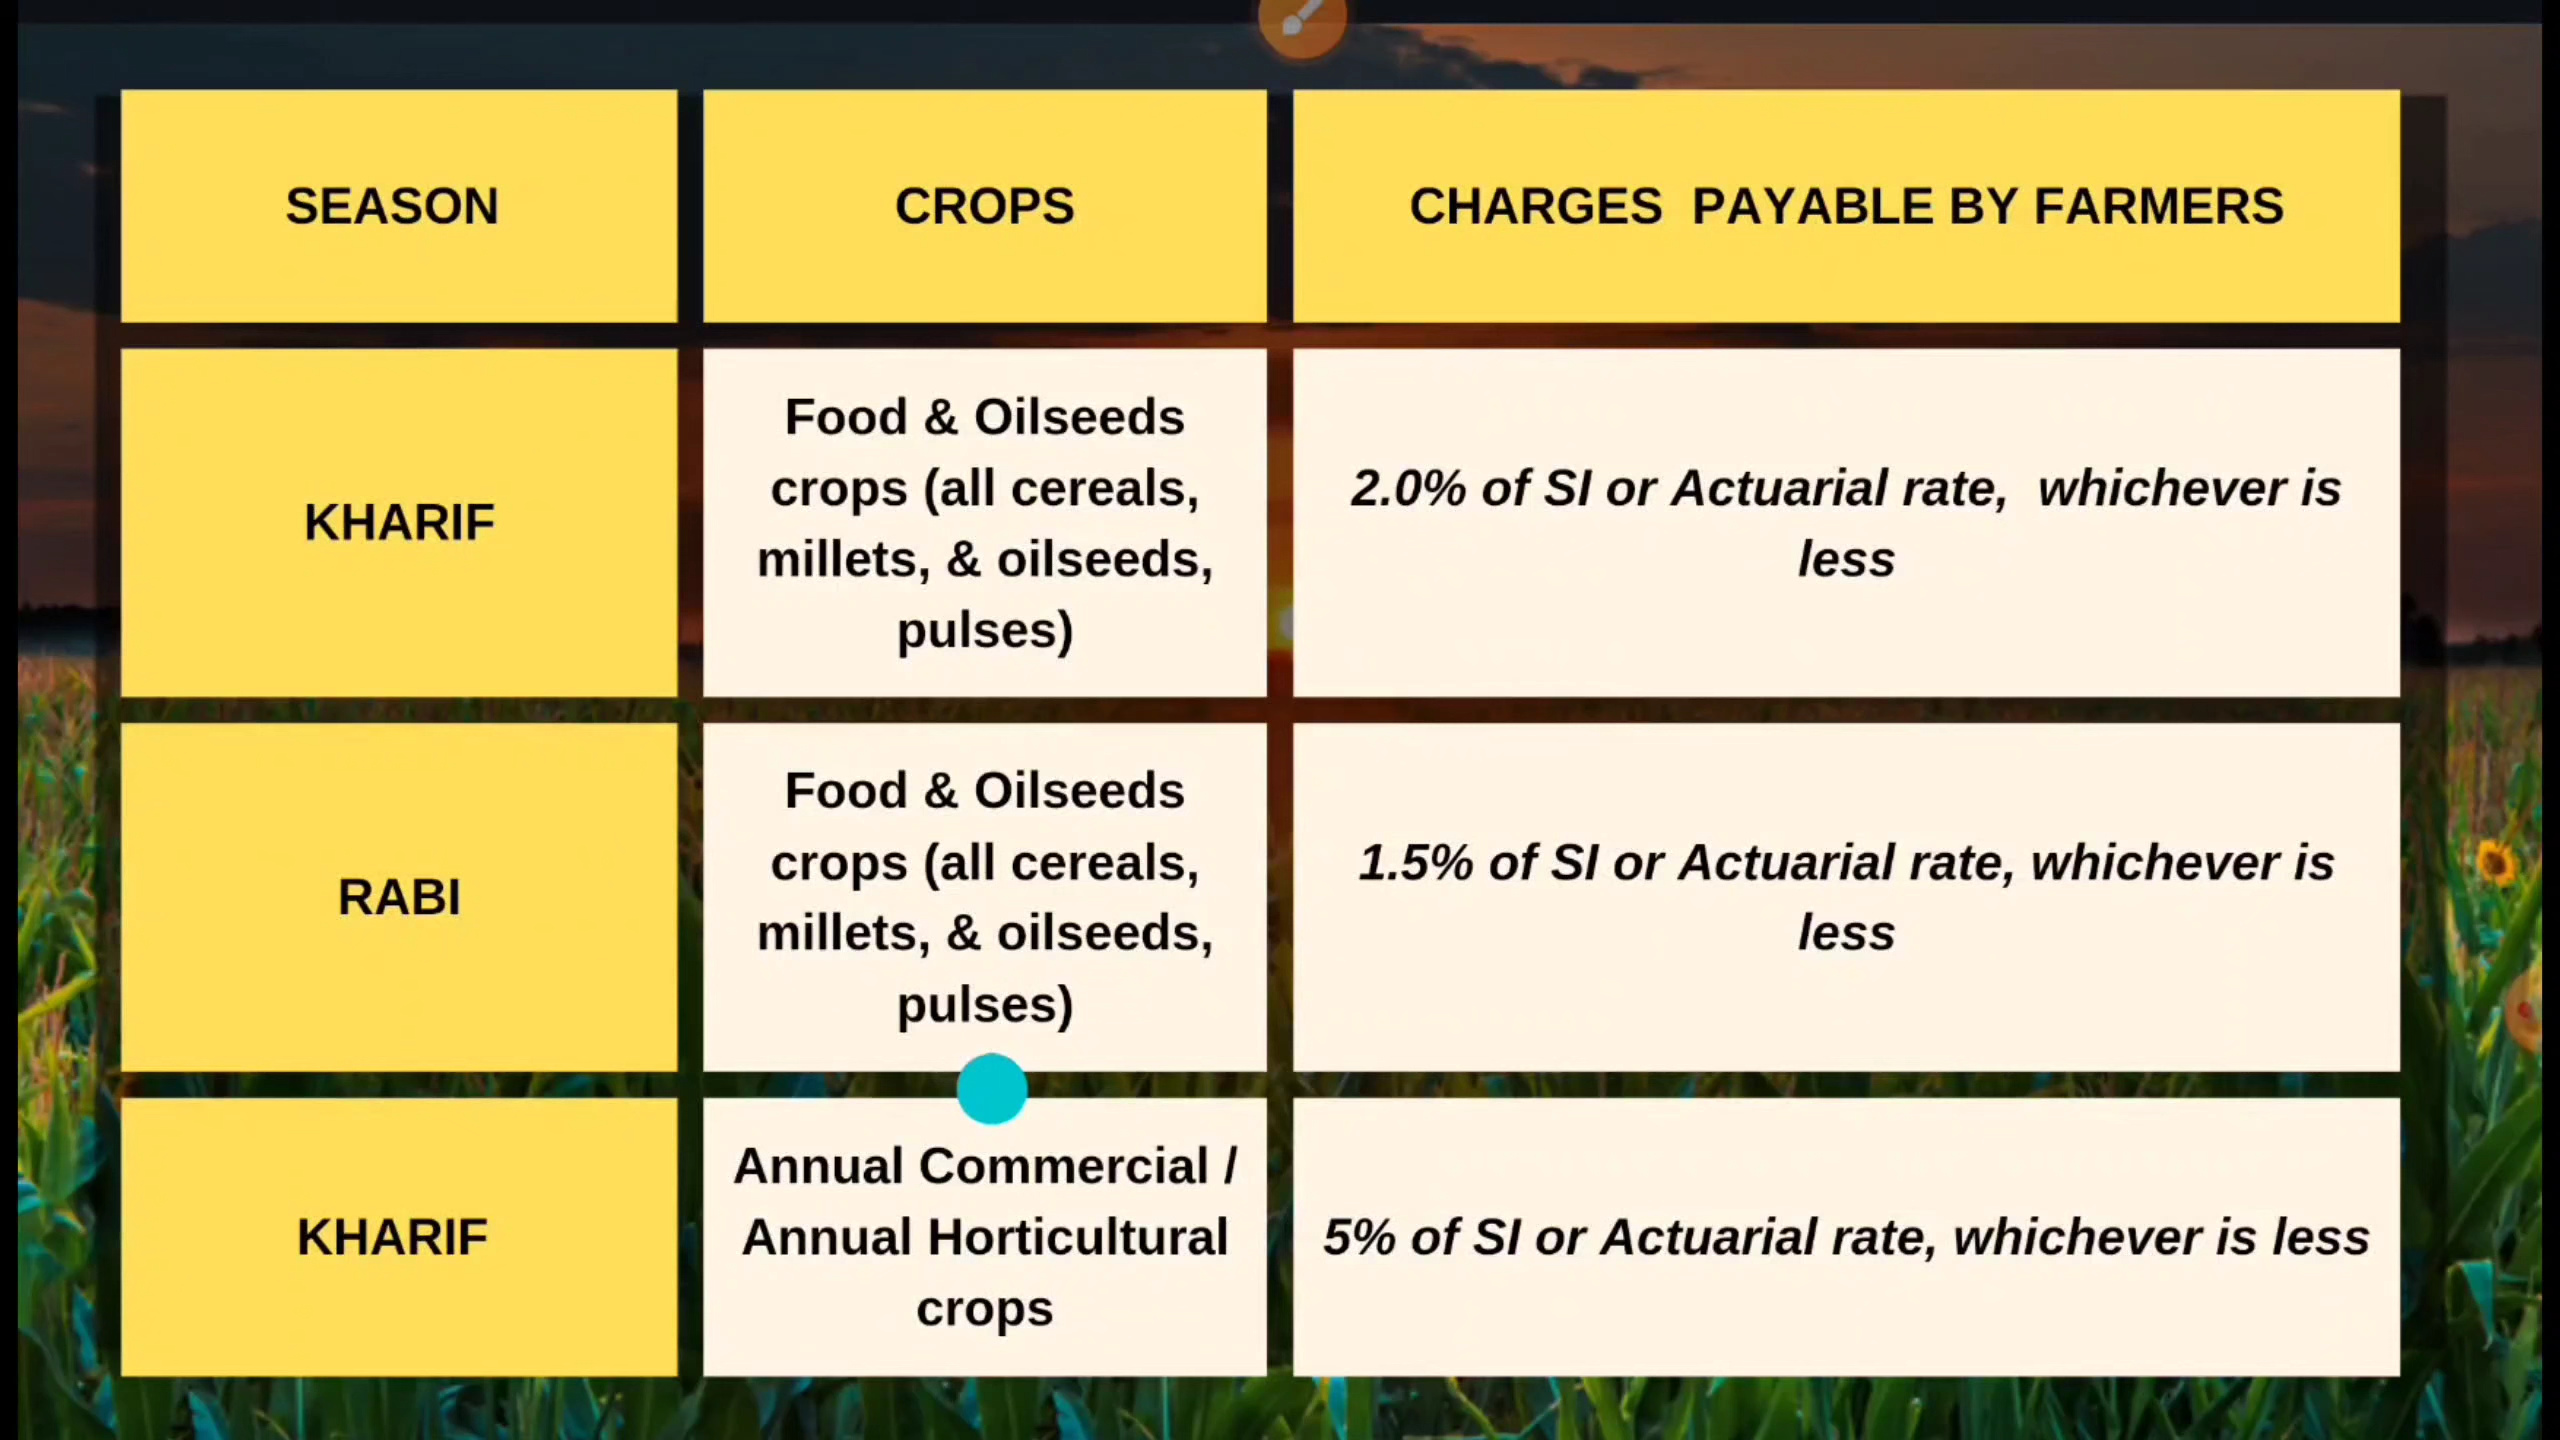 SEASON
CROPS
CHARGES  PAYABLE BY FARMERS
KHARIF
Food & Oilseeds
crops (all cereals,
millets, & oilseeds,
pulses)
2.0% of SI or Actuarial rate,  whichever is
less
RABI
Food & Oilseeds
crops (all cereals,
millets, & oilseeds,
pulses)
1.5% of SI or Actuarial rate, whichever is
less
KHARIF
Annual Commercial /
Annual Horticultural
crops
5% of SI or Actuarial rate, whichever is less